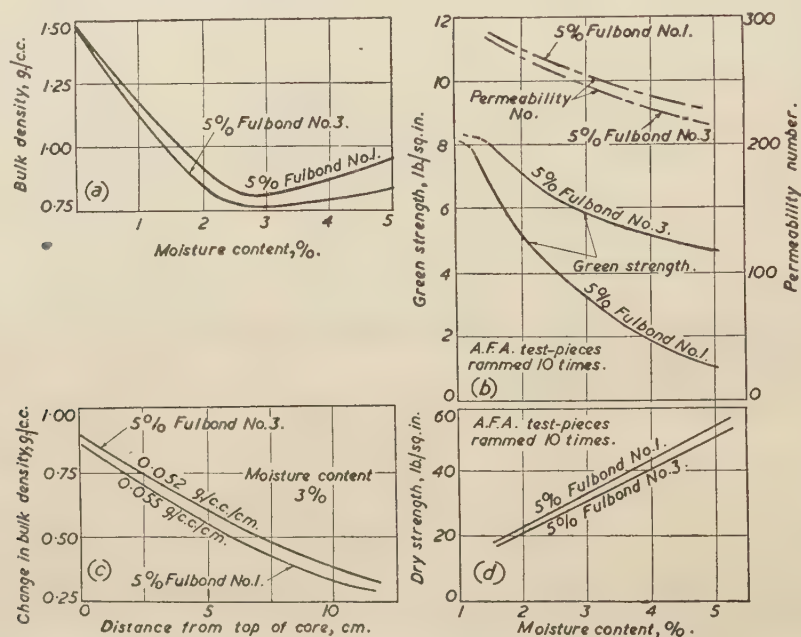 1·50
1·25
1·00
0·75
Bulk density, g/c.c.
(a)
5% Fulbond No.3.
5% Fulbond No.1.
0 1 2 3 4 5
Moisture content,%.
12
10
8
6
4
2
0
Green strength, lb/sq.in.
5% Fulbond No.1.
Permeability
No.
5% Fulbond No.3
5% Fulbond No.3.
Green strength.
5% Fulbond No.1.
A.F.A. test-pieces
rammed 10 times.
(b)
300
200
100
0
Permeability number.
1·00
0·75
0·50
0·25
Change in bulk density, g/c.c.
5% Fulbond No.3.
0·052 g/c.c/cm.
0·055 g/c.c/cm.
Moisture content
3%
(c)
5% Fulbond No.1.
0 5 10
Distance from top of core, cm.
60
40
20
0
Dry strength, lb/sq.in.
A.F.A. test-pieces
rammed 10 times.
5% Fulbond No.1.
5% Fulbond No.3.
(d)
1 2 3 4 5
Moisture content,%.